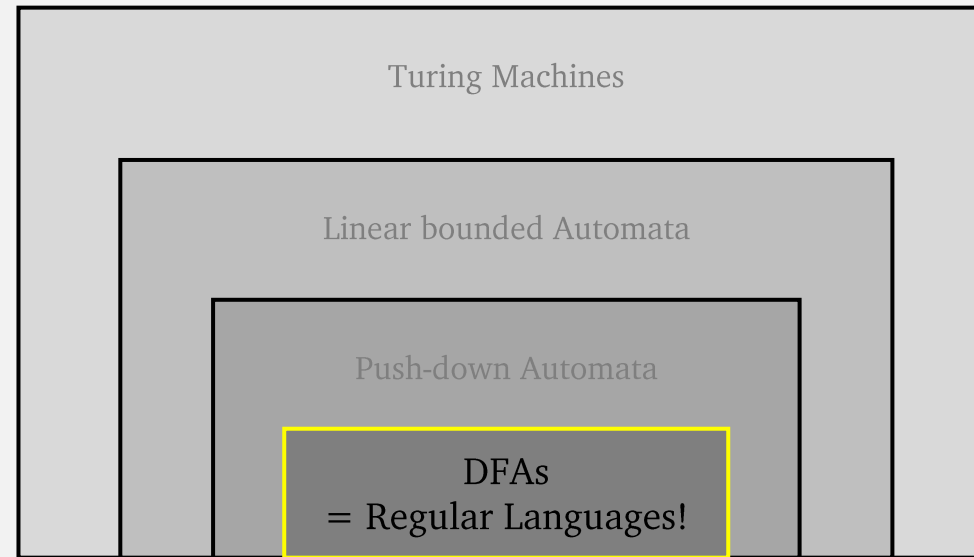 Turing Machines
Linear bounded Automata
Push-down Automata
DFAs
= Regular Languages!